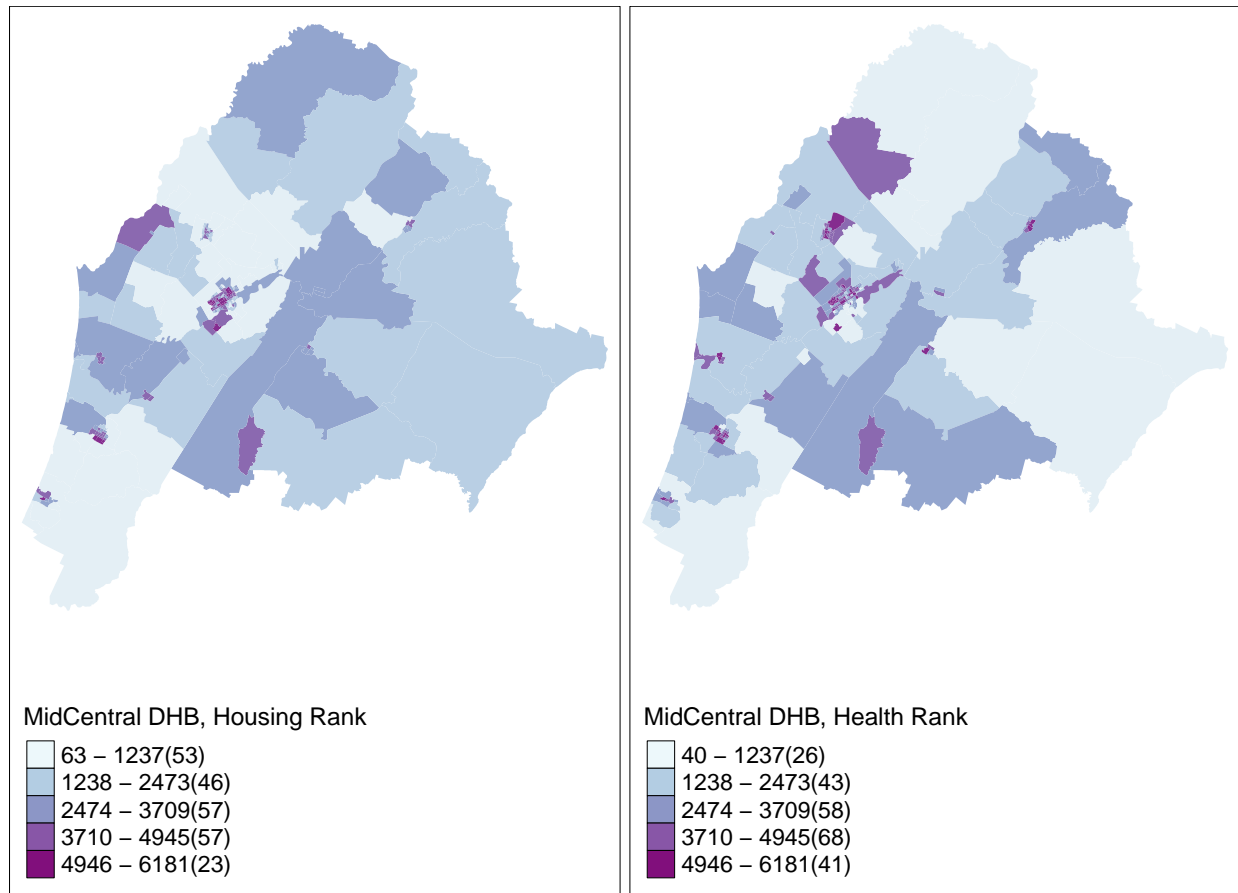 MidCentral DHB, Housing Rank
63 – 1237(53)
1238 – 2473(46)
2474 – 3709(57)
3710 – 4945(57)
4946 – 6181(23)
MidCentral DHB, Health Rank
40 – 1237(26)
1238 – 2473(43)
2474 – 3709(58)
3710 – 4945(68)
4946 – 6181(41)